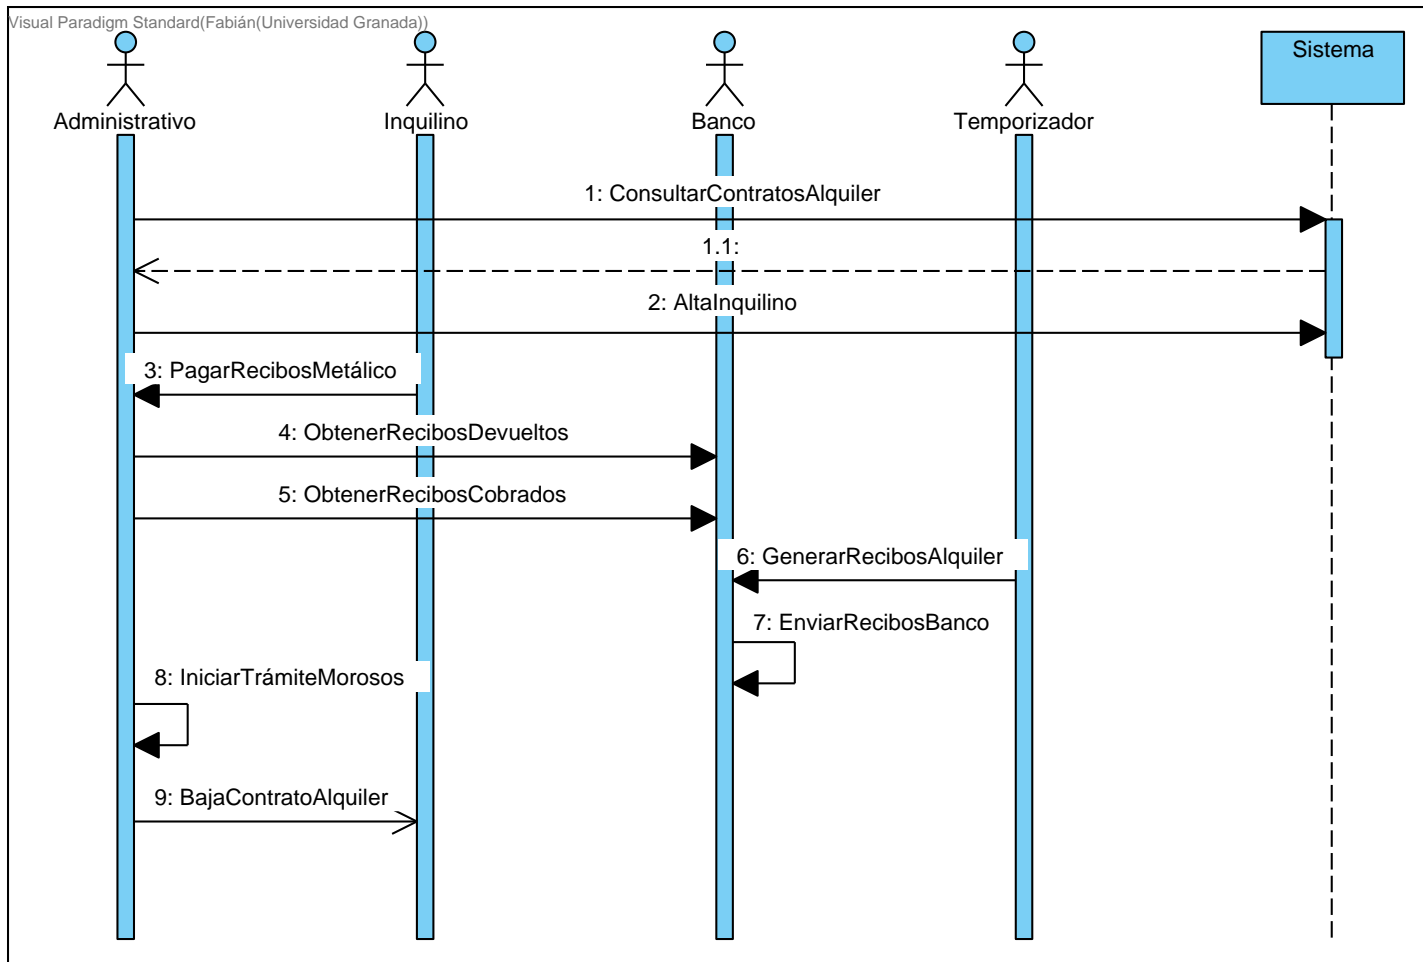 Visual Paradigm Standard(Fabián(Universidad Granada))
Administrativo
Inquilino
Banco
Temporizador
Sistema
1: ConsultarContratosAlquiler
1.1:
2: AltaInquilino
3: PagarRecibosMetálico
4: ObtenerRecibosDevueltos
5: ObtenerRecibosCobrados
6: GenerarRecibosAlquiler
7: EnviarRecibosBanco
8: IniciarTrámiteMorosos
9: BajaContratoAlquiler